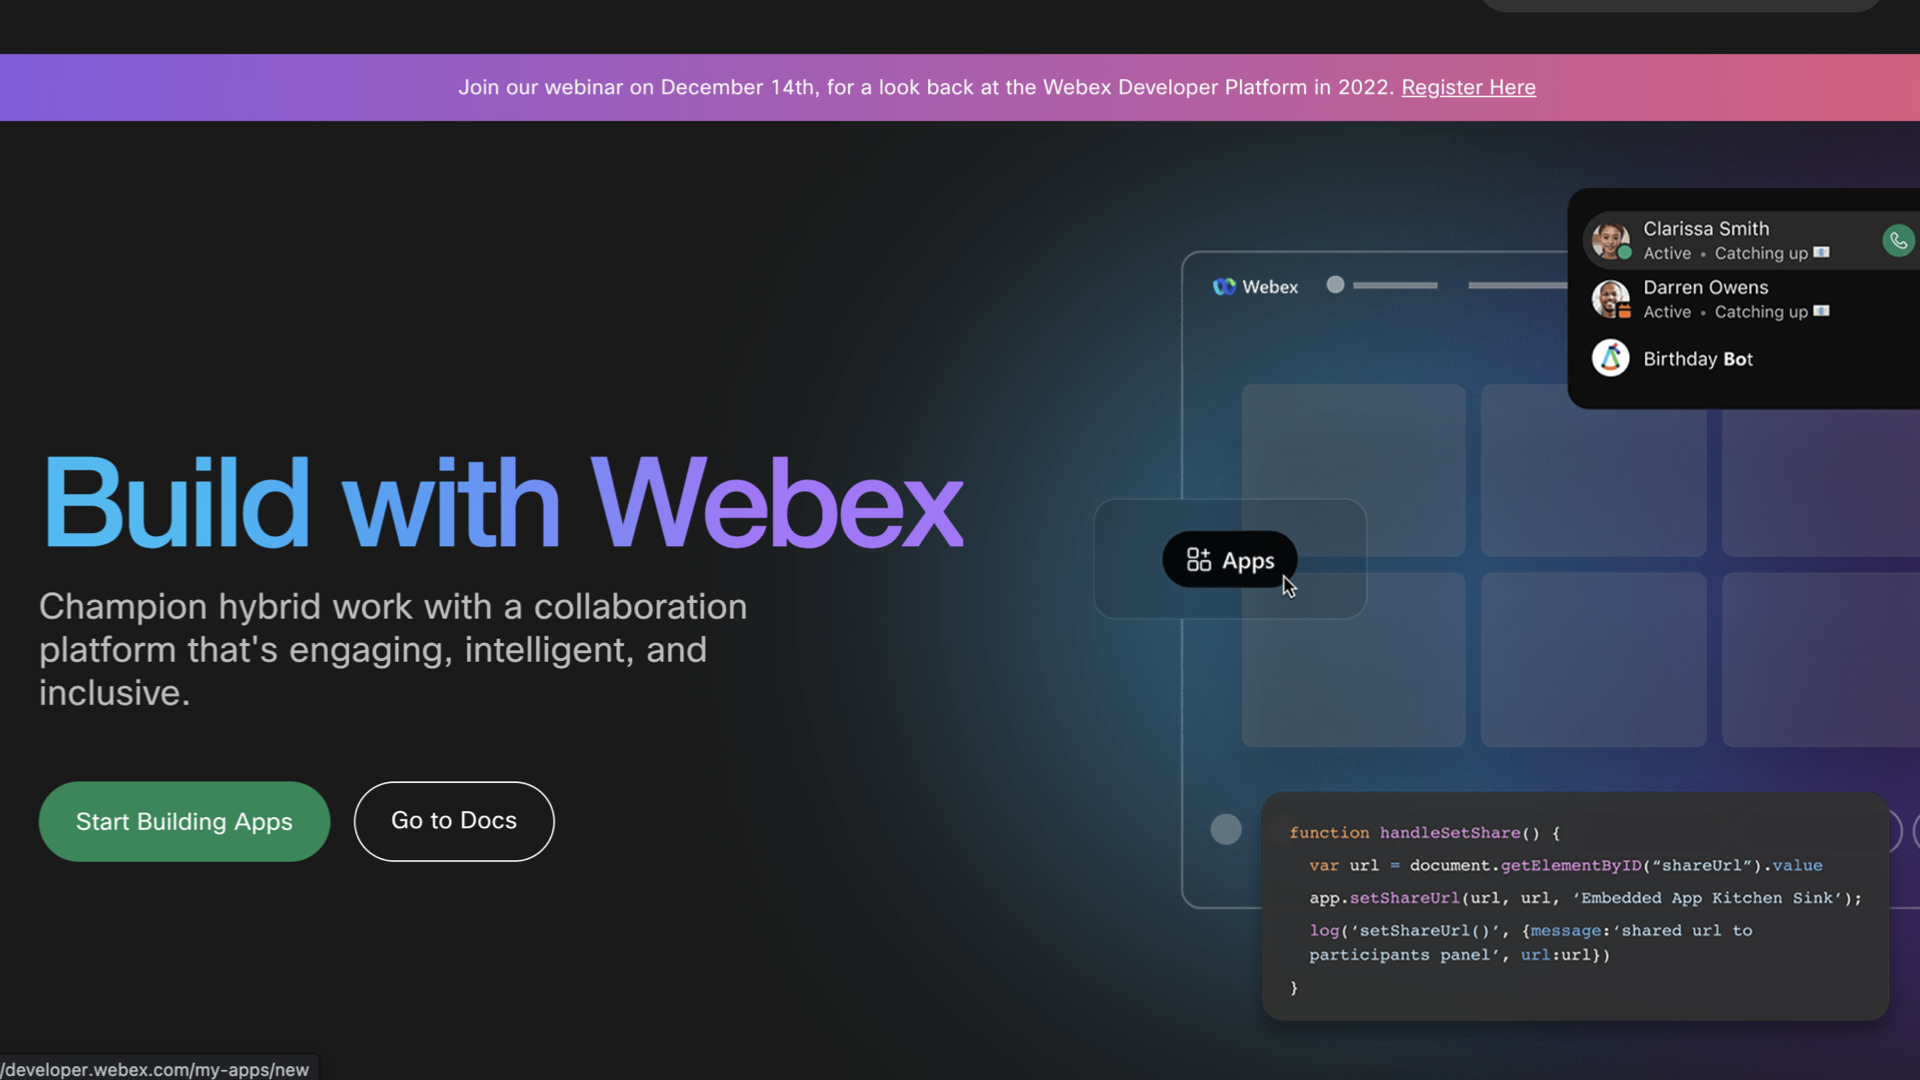 Join our webinar on December 14th, for a look back at the Webex Developer Platform in 2022. Register Here
Clarissa Smith
Active • Catching up
Darren Owens
Active • Catching up
Birthday Bot
Webex
Build with Webex
Apps
Champion hybrid work with a collaboration
platform that's engaging, intelligent, and
inclusive.
Start Building Apps
Go to Docs
function handleSetShare() {
var url = document.getElementByID(“shareUrl”).value
app.setShareUrl(url, url, ‘Embedded App Kitchen Sink’);
log(‘setShareUrl()’, {message:‘shared url to
participants panel’, url:url})
}
/developer.webex.com/my-apps/new